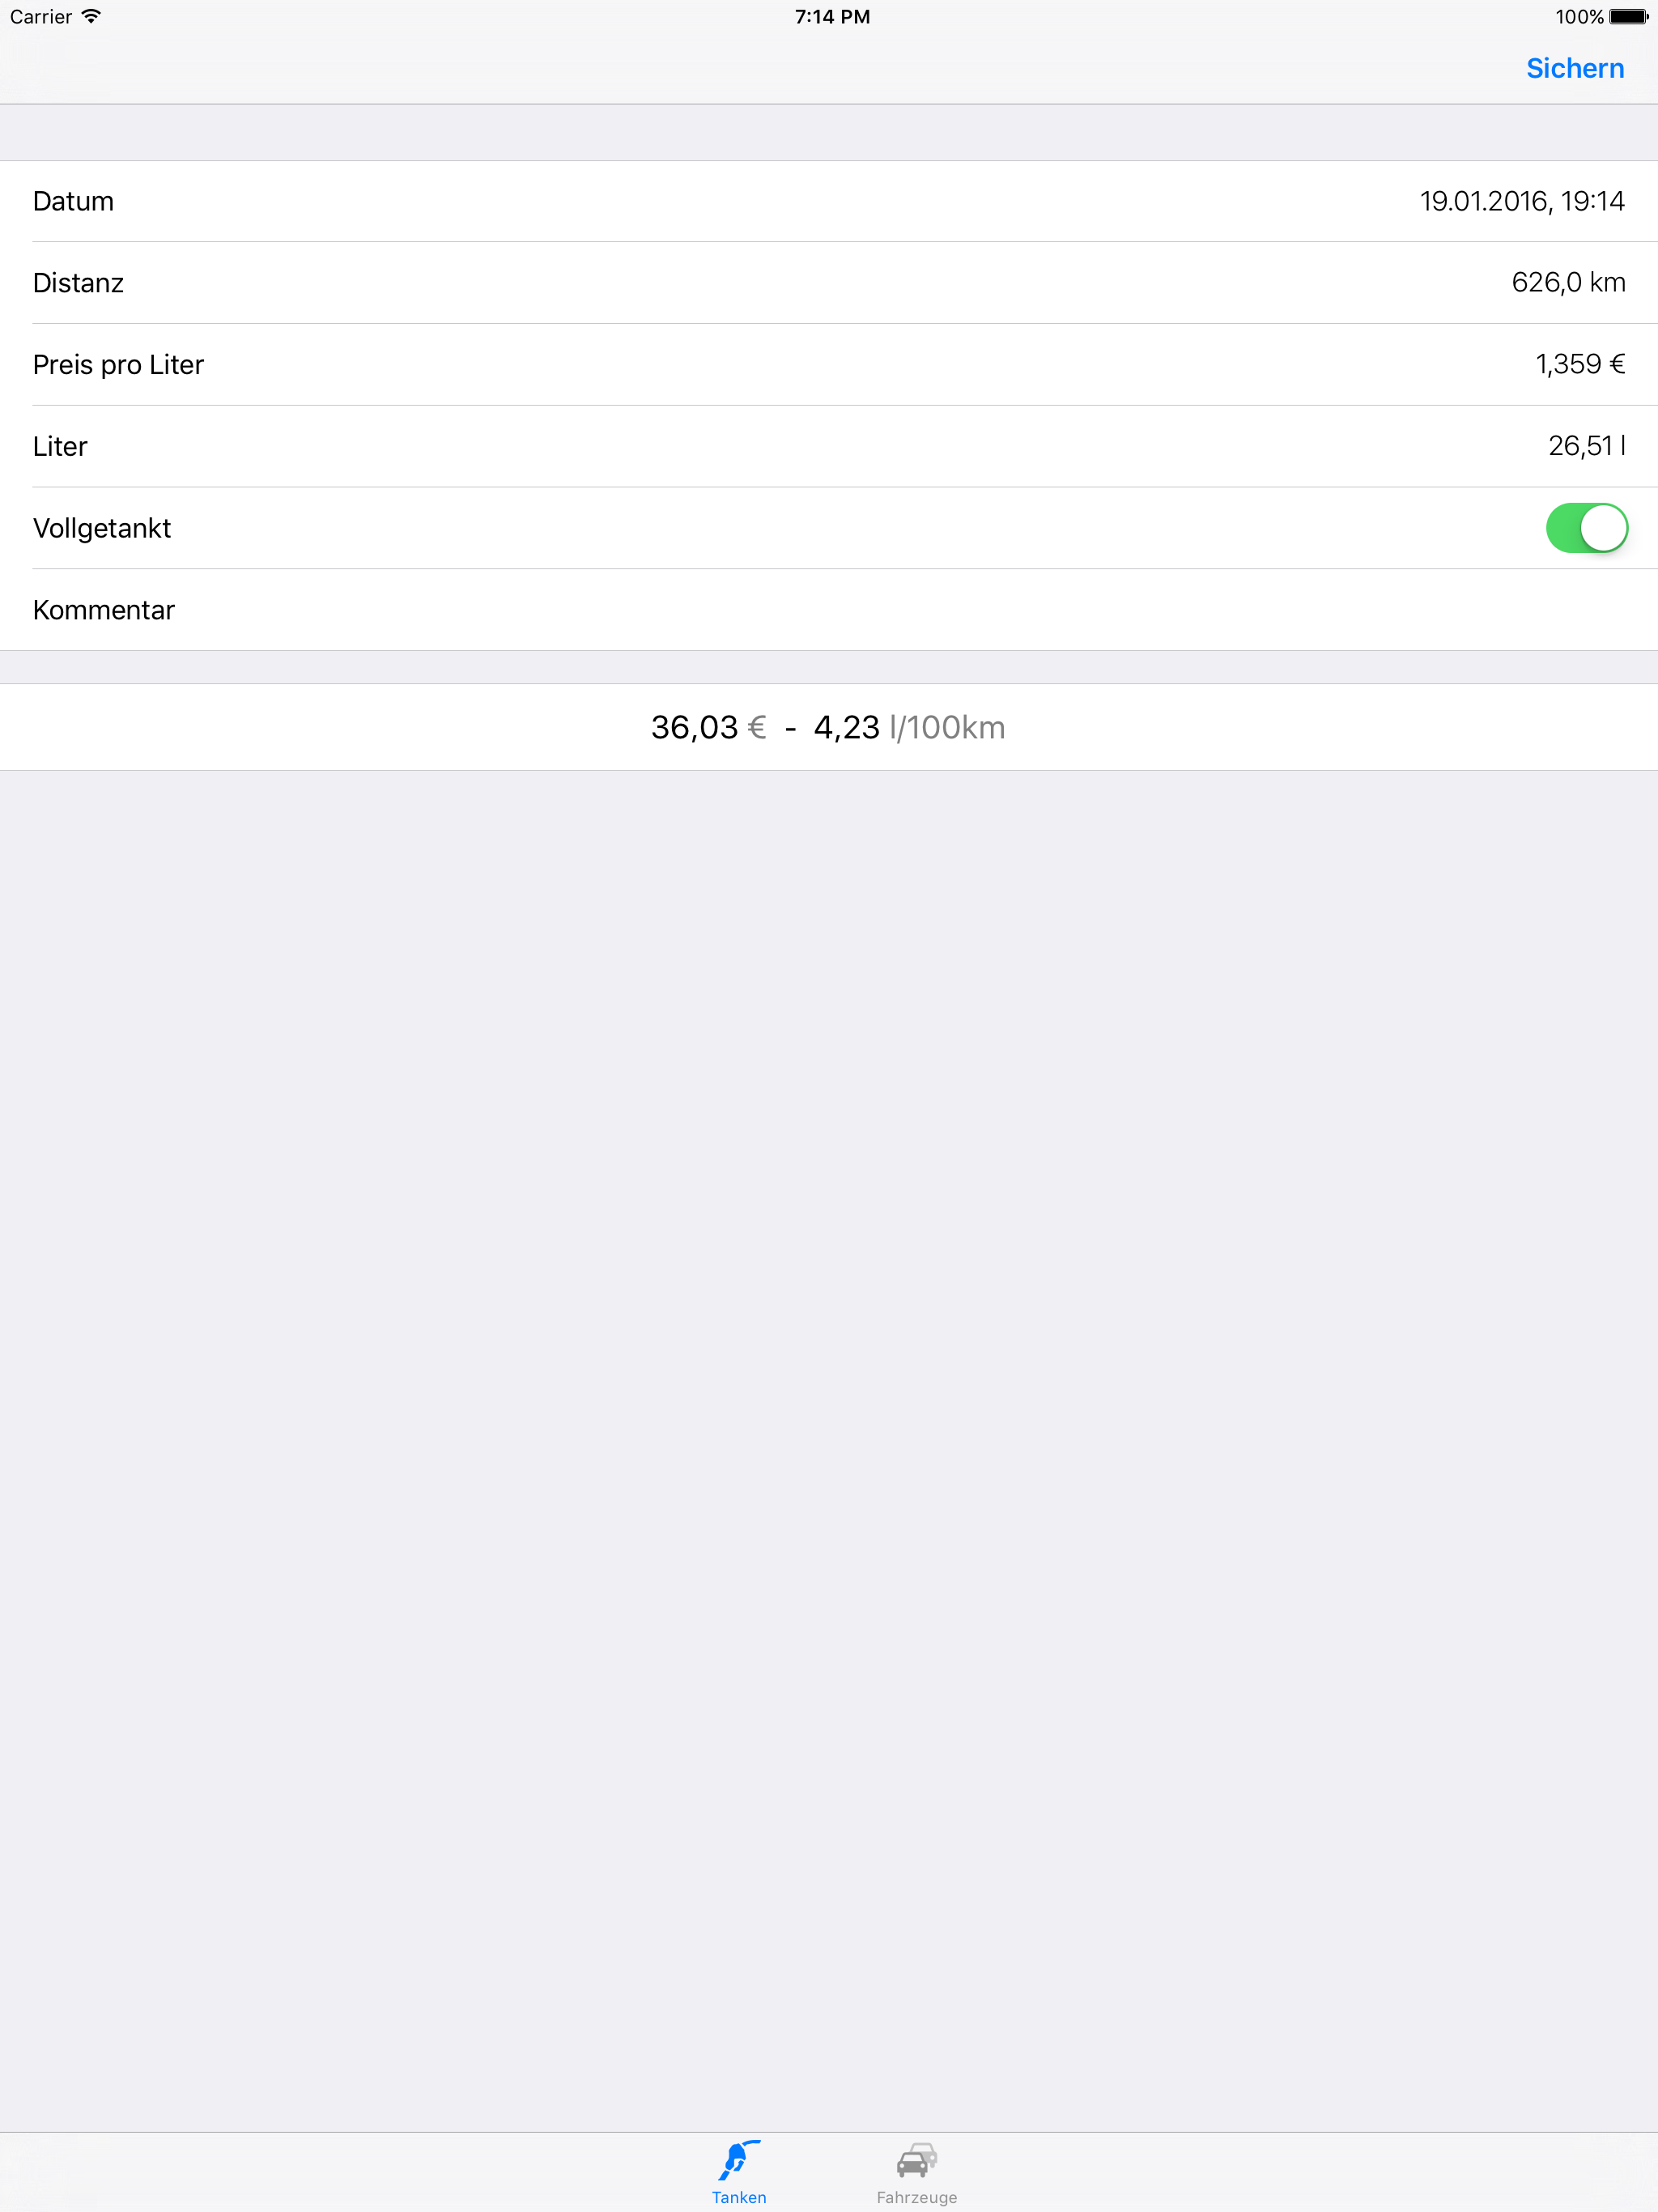 Carrier 7:14 PM 100%
Sichern
Datum 19.01.2016, 19:14
Distanz 626,0 km
Preis pro Liter 1,359 €
Liter 26,51 l
Vollgetankt
Kommentar
36,03 € - 4,23 l/100km
Tanken Fahrzeuge